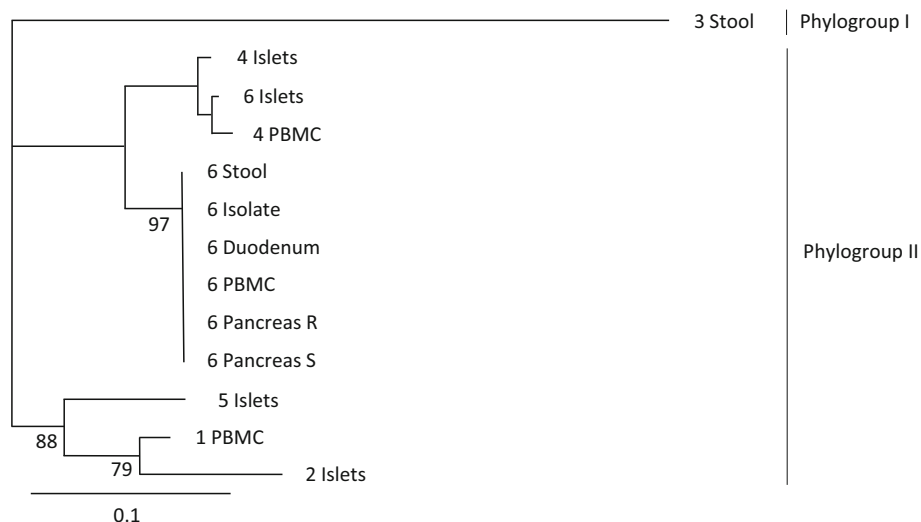 3 Stool Phylogroup I
4 Islets
6 Islets
4 PBMC
6 Stool
6 Isolate
97
6 Duodenum
Phylogroup II
6 PBMC
6 Pancreas R
6 Pancreas S
5 Islets
1 PBMC
88
79
2 Islets
0.1